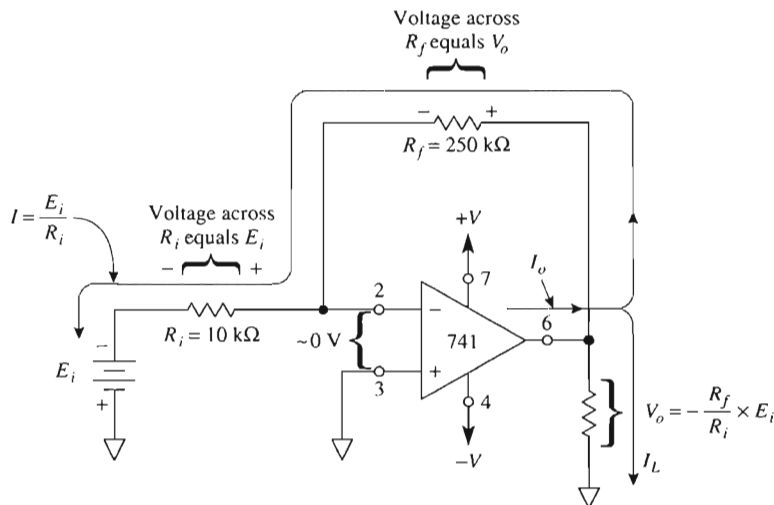 Voltage across
R_f equals V_o
− +
R_f = 250 kΩ
I = E_i / R_i
Voltage across
R_i equals E_i
− +
+V
I_o
2
7
−
R_i = 10 kΩ
~0 V
741
6
E_i
−
+
3
+
4
V_o = − R_f / R_i × E_i
−V
I_L